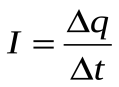 I = Δq / Δt